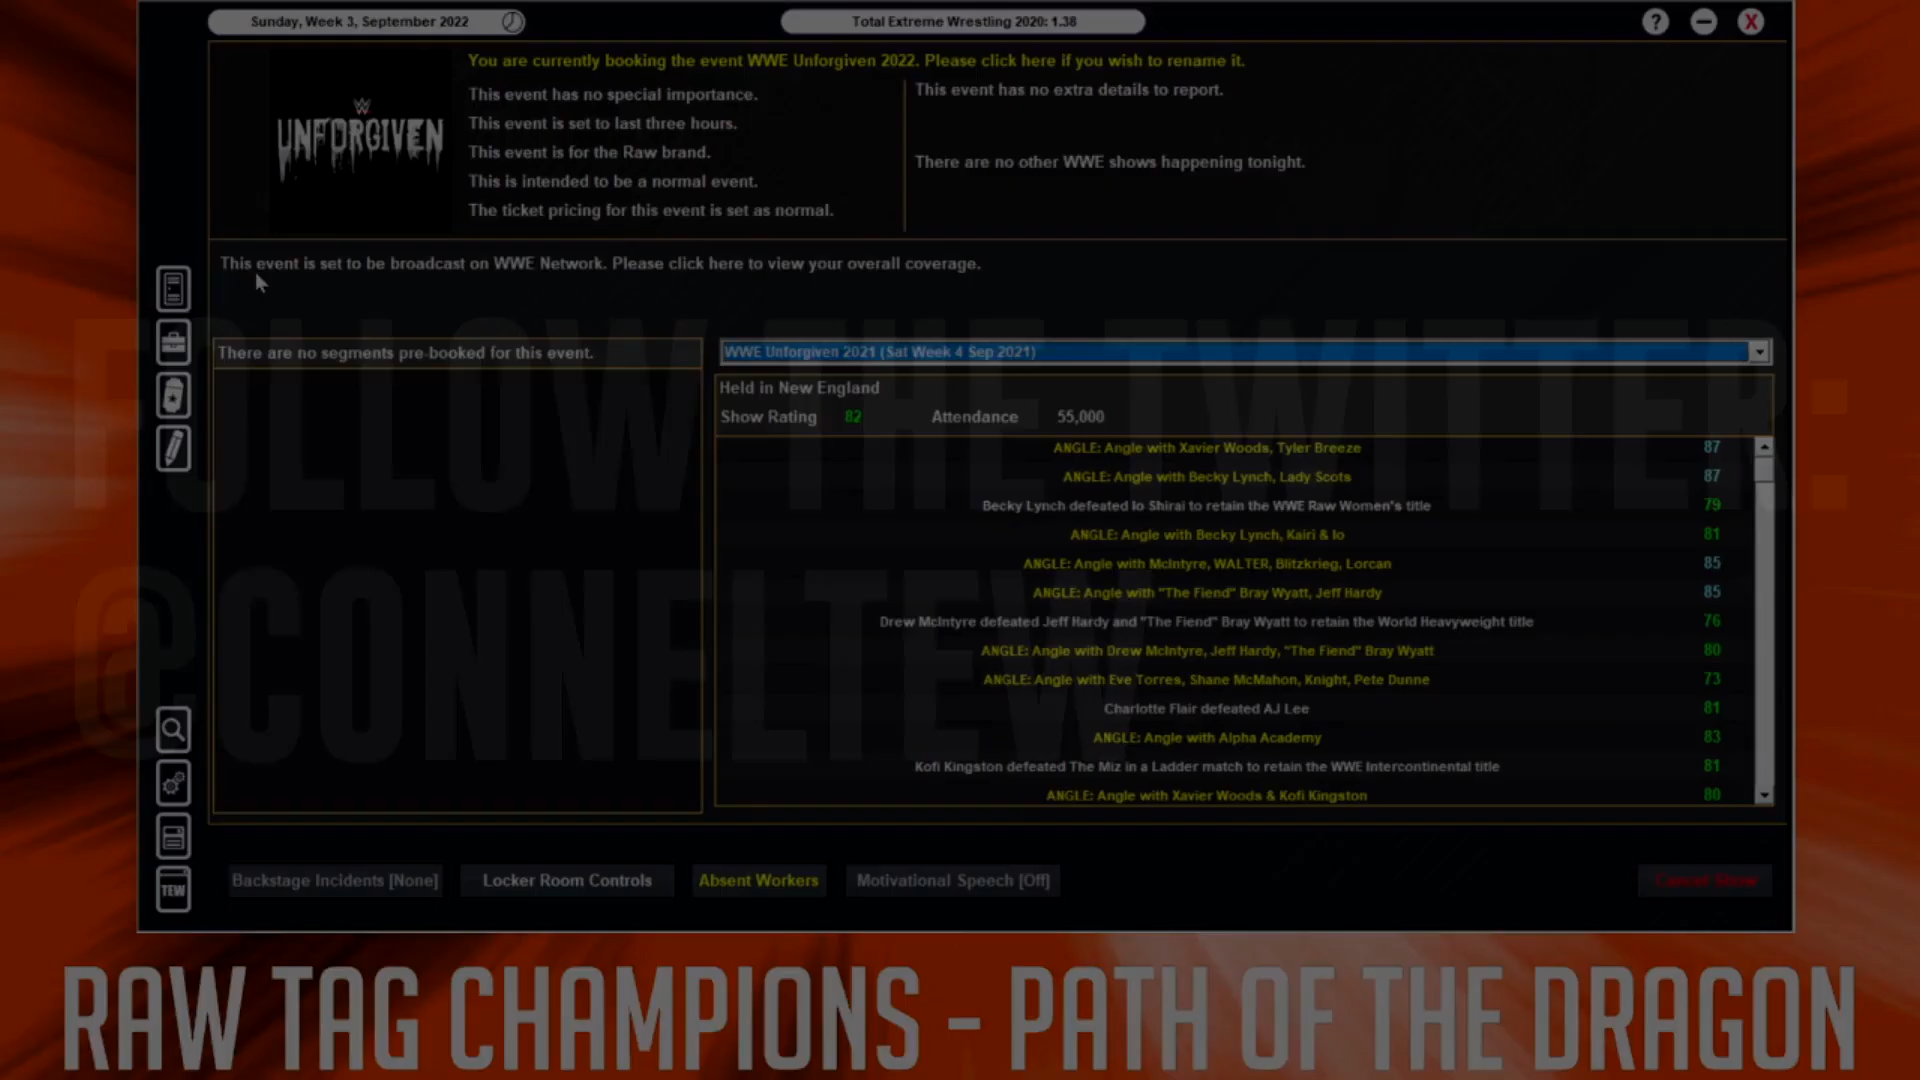 Sunday, Week 3, September 2022
Total Extreme Wrestling 2020: 1.38
?
X
You are currently booking the event WWE Unforgiven 2022. Please click here if you wish to rename it.
W
UNFORGIVEN
This event has no special importance.
This event is set to last three hours.
This event is for the Raw brand.
This is intended to be a normal event.
The ticket pricing for this event is set as normal.
This event has no extra details to report.
There are no other WWE shows happening tonight.
This event is set to be broadcast on WWE Network. Please click here to view your overall coverage.
FOLLOW THE TWITTER:
@CONNELTEW
There are no segments pre-booked for this event.
WWE Unforgiven 2021 (Sat Week 4 Sep 2021)
Held in New England
Show Rating 82 Attendance 55,000
ANGLE: Angle with Xavier Woods, Tyler Breeze 87
ANGLE: Angle with Becky Lynch, Lady Scots 87
Becky Lynch defeated Io Shirai to retain the WWE Raw Women's title 79
ANGLE: Angle with Becky Lynch, Kairi & Io 81
ANGLE: Angle with McIntyre, WALTER, Blitzkrieg, Lorcan 85
ANGLE: Angle with "The Fiend" Bray Wyatt, Jeff Hardy 85
Drew McIntyre defeated Jeff Hardy and "The Fiend" Bray Wyatt to retain the World Heavyweight title 76
ANGLE: Angle with Drew McIntyre, Jeff Hardy, "The Fiend" Bray Wyatt 80
ANGLE: Angle with Eve Torres, Shane McMahon, Knight, Pete Dunne 73
Charlotte Flair defeated AJ Lee 81
ANGLE: Angle with Alpha Academy 83
Kofi Kingston defeated The Miz in a Ladder match to retain the WWE Intercontinental title 81
ANGLE: Angle with Xavier Woods & Kofi Kingston 80
TEW
Backstage Incidents [None]
Locker Room Controls
Absent Workers
Motivational Speech [Off]
Cancel Show
RAW TAG CHAMPIONS - PATH OF THE DRAGON